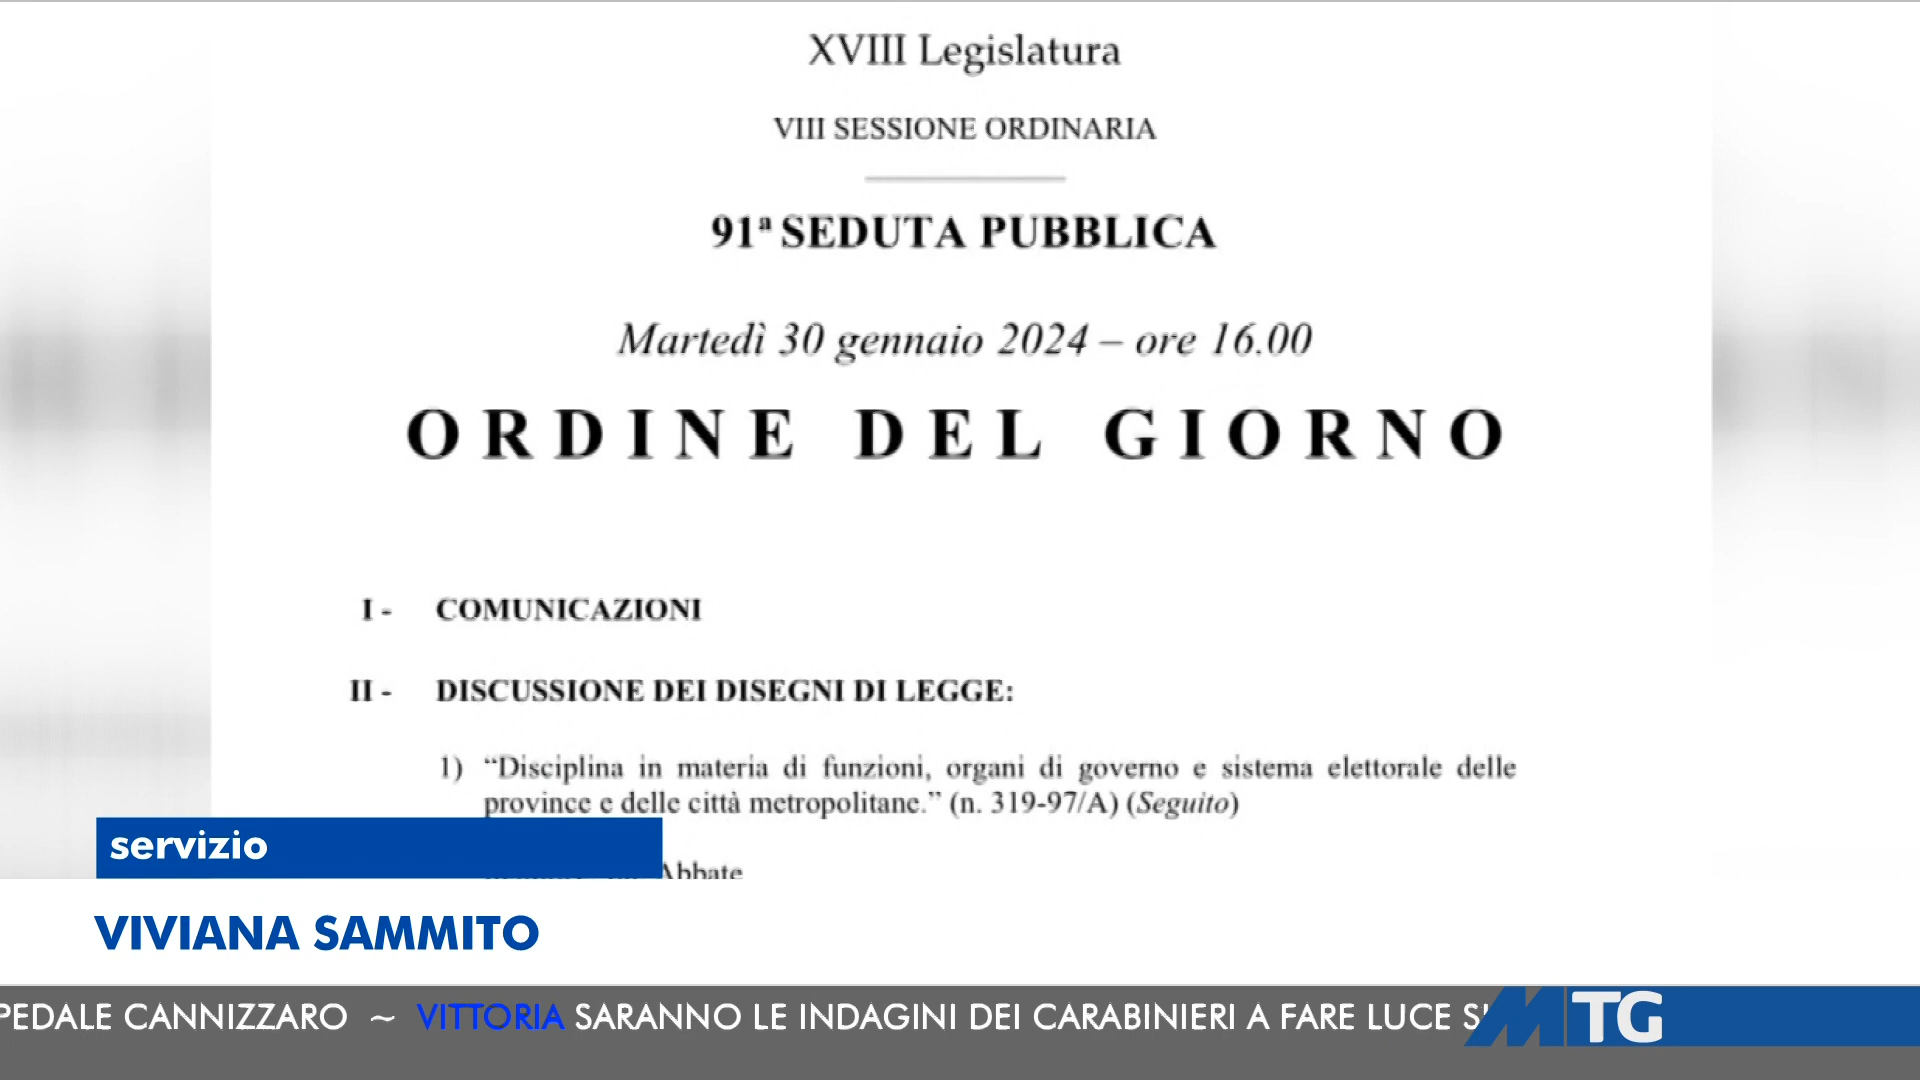 XVIII Legislatura
VIII SESSIONE ORDINARIA
91ª SEDUTA PUBBLICA
Martedì 30 gennaio 2024 – ore 16.00
ORDINE DEL GIORNO
I - COMUNICAZIONI
II - DISCUSSIONE DEI DISEGNI DI LEGGE:
1) “Disciplina in materia di funzioni, organi di governo e sistema elettorale delle
province e delle città metropolitane.” (n. 319-97/A) (Seguito)
Abbate
servizio
VIVIANA SAMMITO
PEDALE CANNIZZARO ~ VITTORIA SARANNO LE INDAGINI DEI CARABINIERI A FARE LUCE
MTG